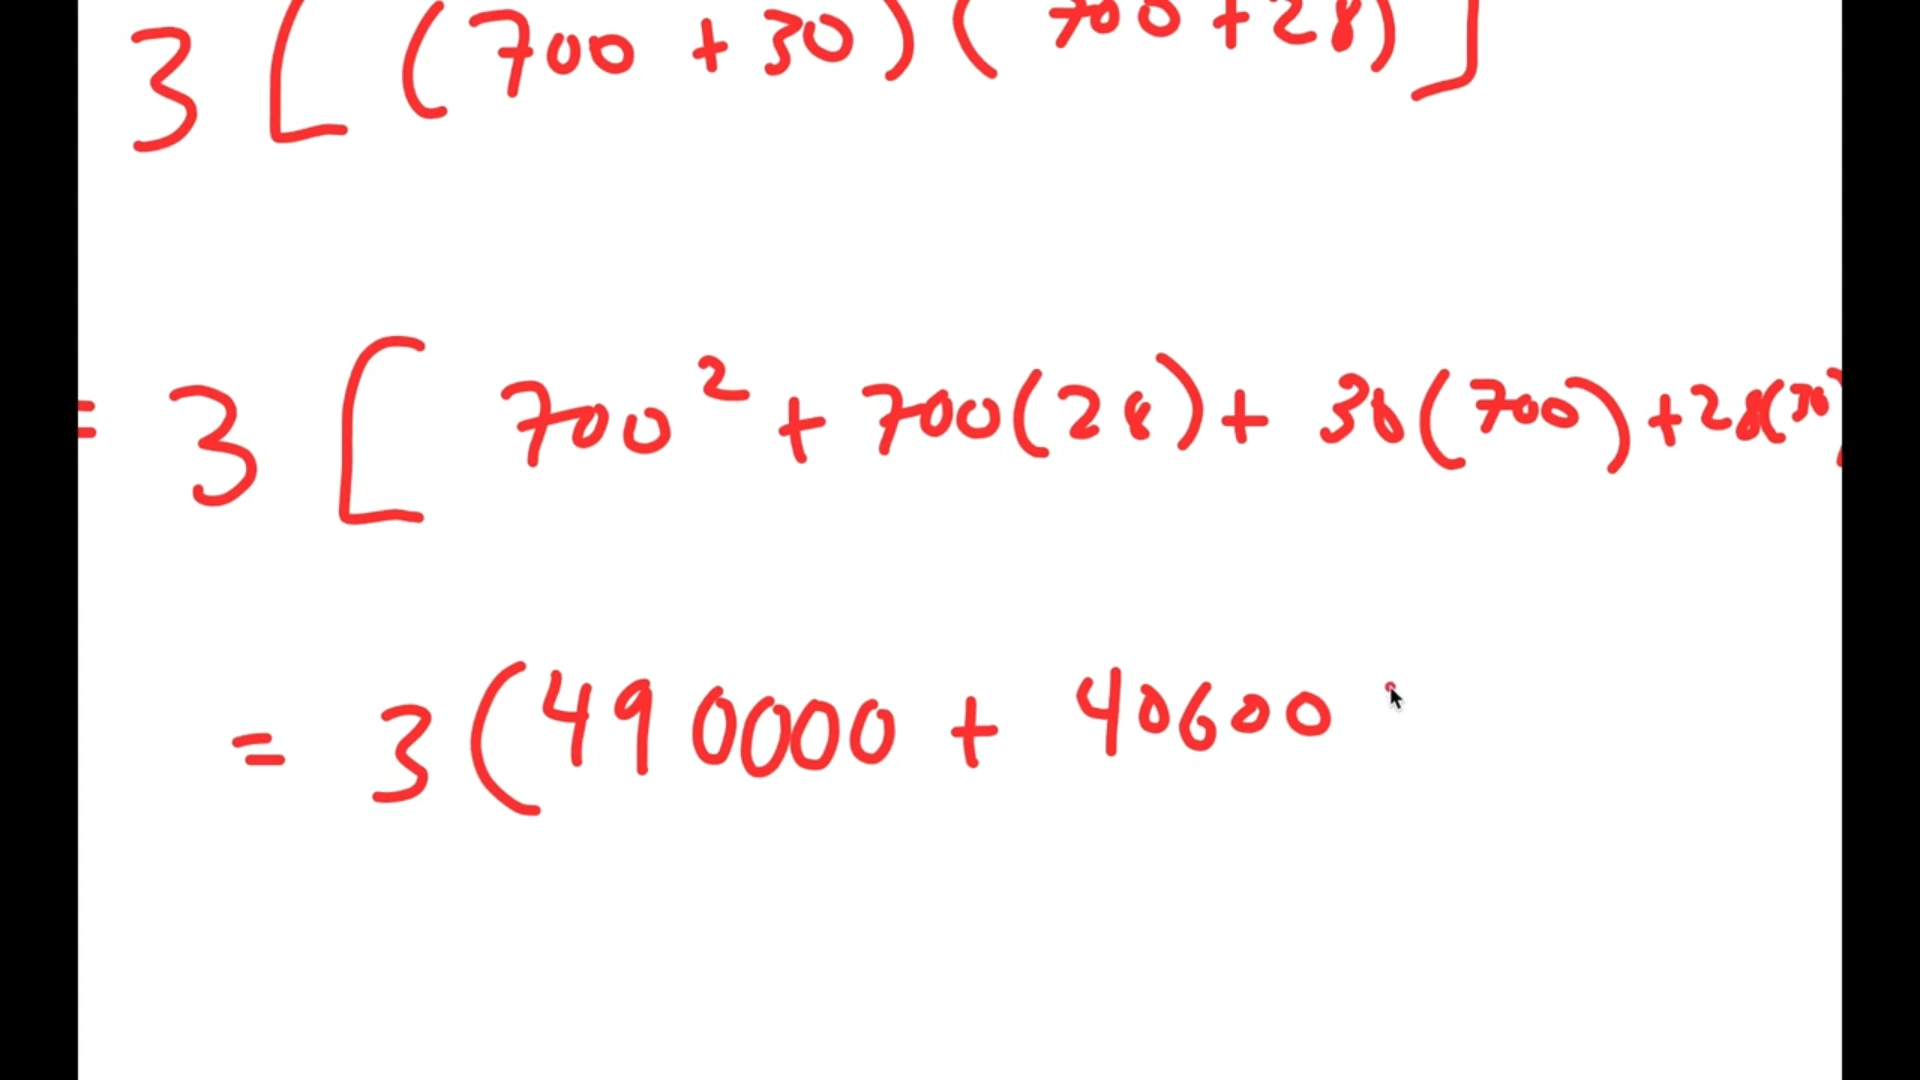 3 [ (700 + 30) ( 700 + 28) ]
= 3 [ 700² + 700(28) + 30(700) + 28(30)
= 3 (490000 + 40600